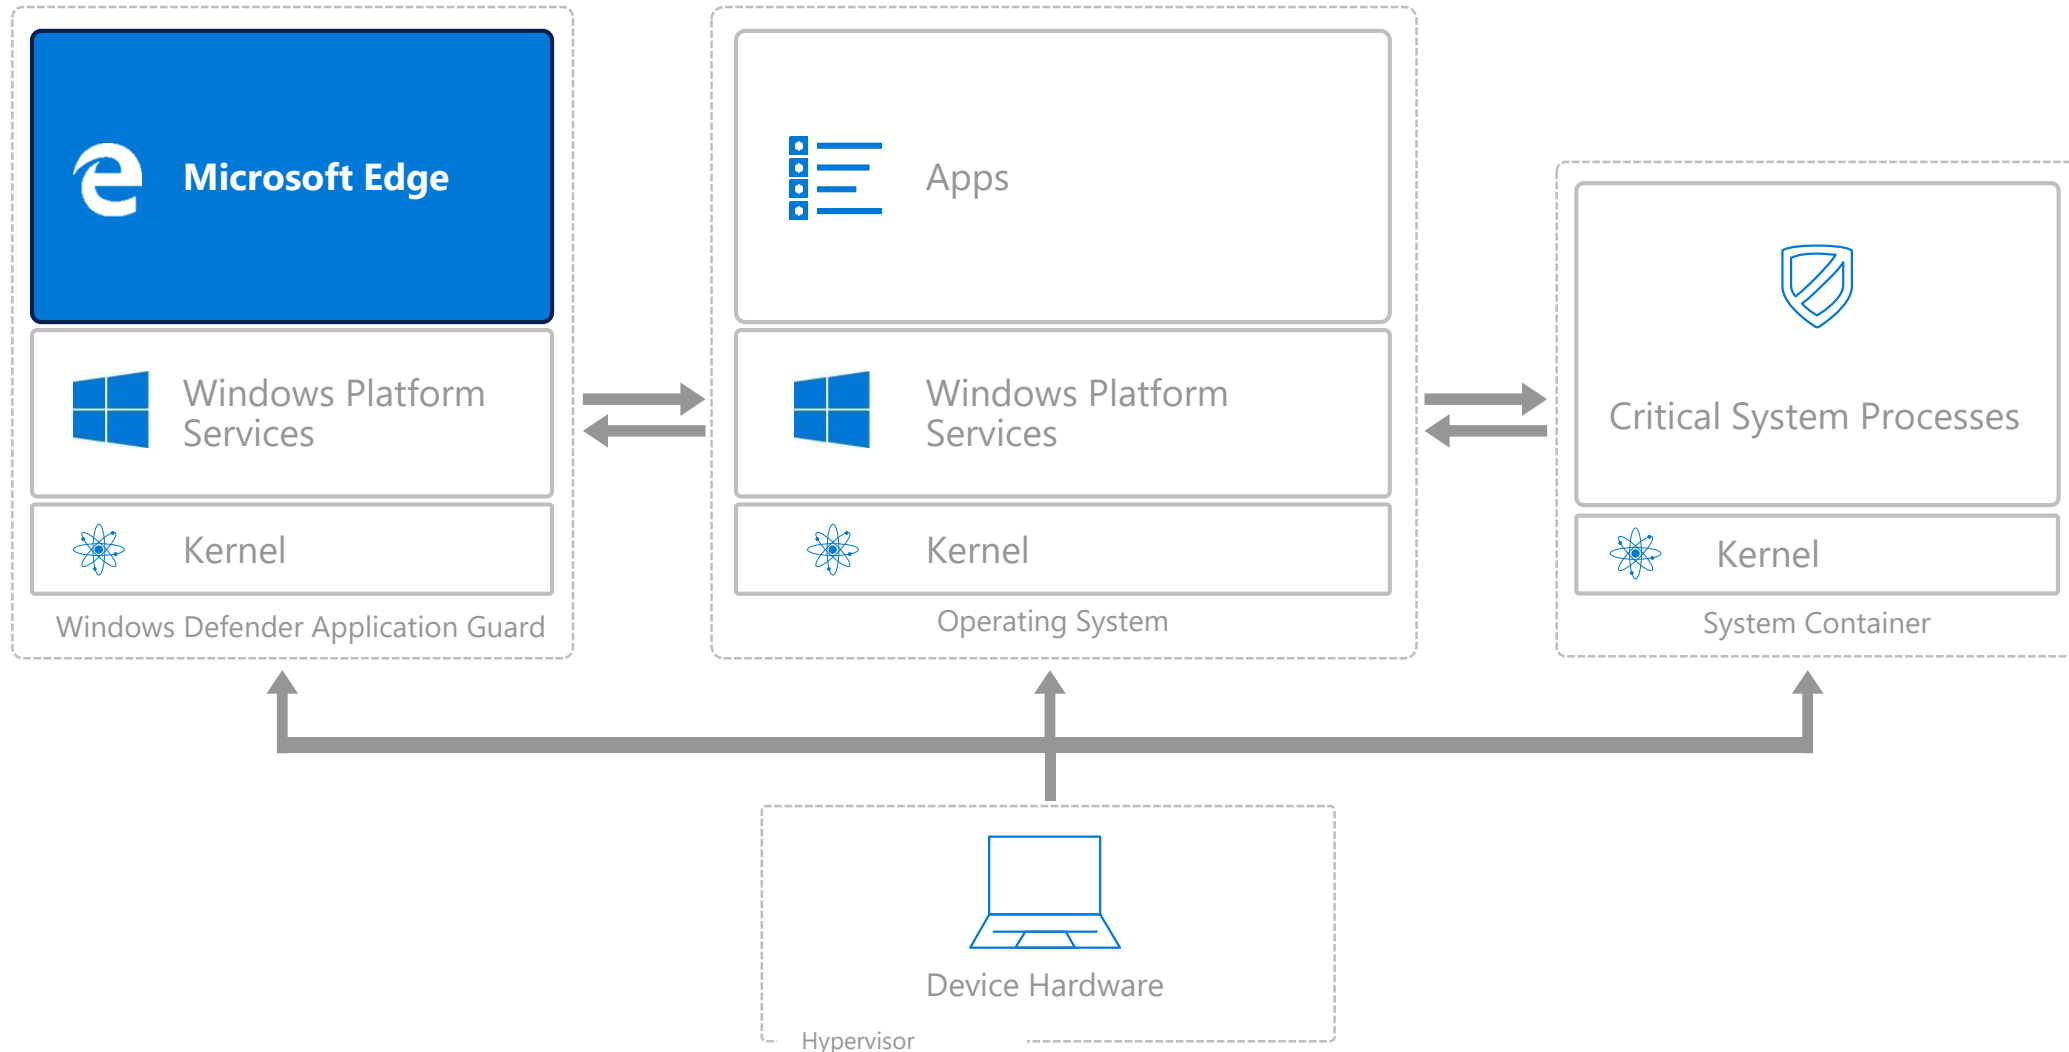 Microsoft Edge
Windows Platform
Services
Kernel
Windows Defender Application Guard
Apps
Windows Platform
Services
Kernel
Operating System
Critical System Processes
Kernel
System Container
Device Hardware
Hypervisor